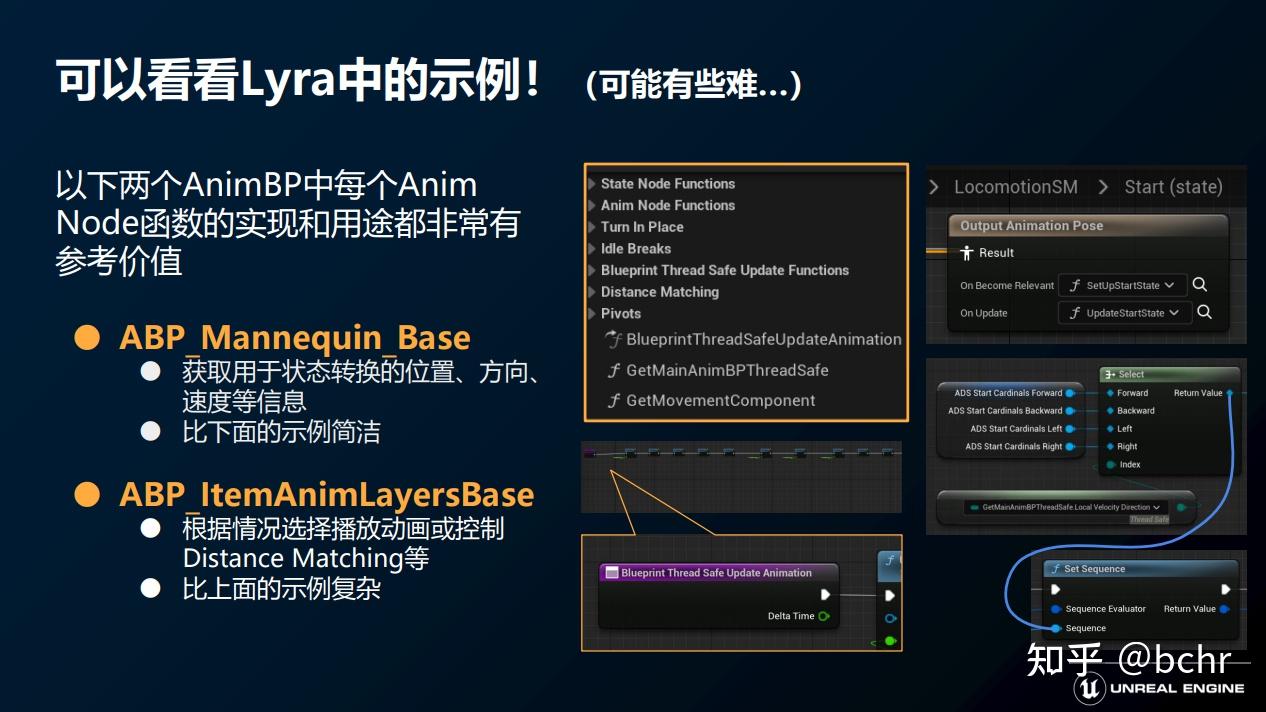 可以看看Lyra中的示例！（可能有些难...）
以下两个AnimBP中每个Anim
Node函数的实现和用途都非常有
参考价值
ABP_Mannequin_Base
获取用于状态转换的位置、方向、
速度等信息
比下面的示例简洁
ABP_ItemAnimLayersBase
根据情况选择播放动画或控制
Distance Matching等
比上面的示例复杂
State Node Functions
Anim Node Functions
Turn In Place
Idle Breaks
Blueprint Thread Safe Update Functions
Distance Matching
Pivots
BlueprintThreadSafeUpdateAnimation
GetMainAnimBPThreadSafe
GetMovementComponent
Blueprint Thread Safe Update Animation
Delta Time
LocomotionSM > Start (state)
Output Animation Pose
Result
On Become Relevant SetUpStartState
On Update UpdateStartState
Select
ADS Start Cardinals Forward Forward Return Value
ADS Start Cardinals Backward Backward
ADS Start Cardinals Left Left
ADS Start Cardinals Right Right
Index
GetMainAnimBPThreadSafe.Local Velocity Direction
Thread Safe
Set Sequence
Sequence Evaluator Return Value
Sequence
知乎 @bchr
UNREAL ENGINE